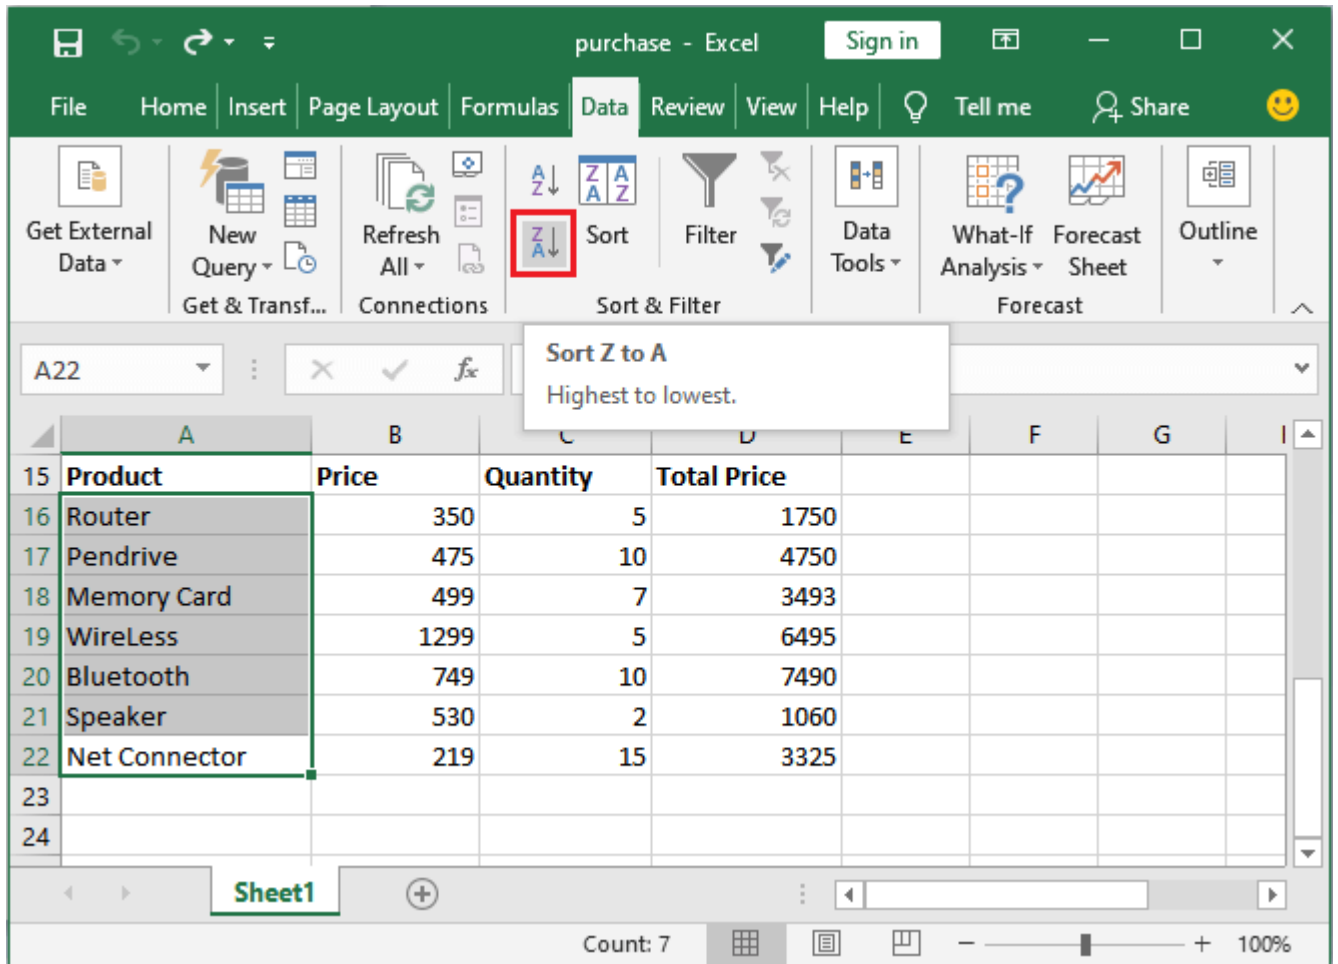 purchase - Excel Sign in
File Home Insert Page Layout Formulas Data Review View Help Tell me Share
Get External Data
New Query
Refresh All
Sort
Filter
Data Tools
What-If Analysis
Forecast Sheet
Outline
Get & Transf... Connections Sort & Filter Forecast
A22 fx
Sort Z to A
Highest to lowest.
A B C D E F G
15 Product Price Quantity Total Price
16 Router 350 5 1750
17 Pendrive 475 10 4750
18 Memory Card 499 7 3493
19 WireLess 1299 5 6495
20 Bluetooth 749 10 7490
21 Speaker 530 2 1060
22 Net Connector 219 15 3325
23
24
Sheet1
Count: 7 100%